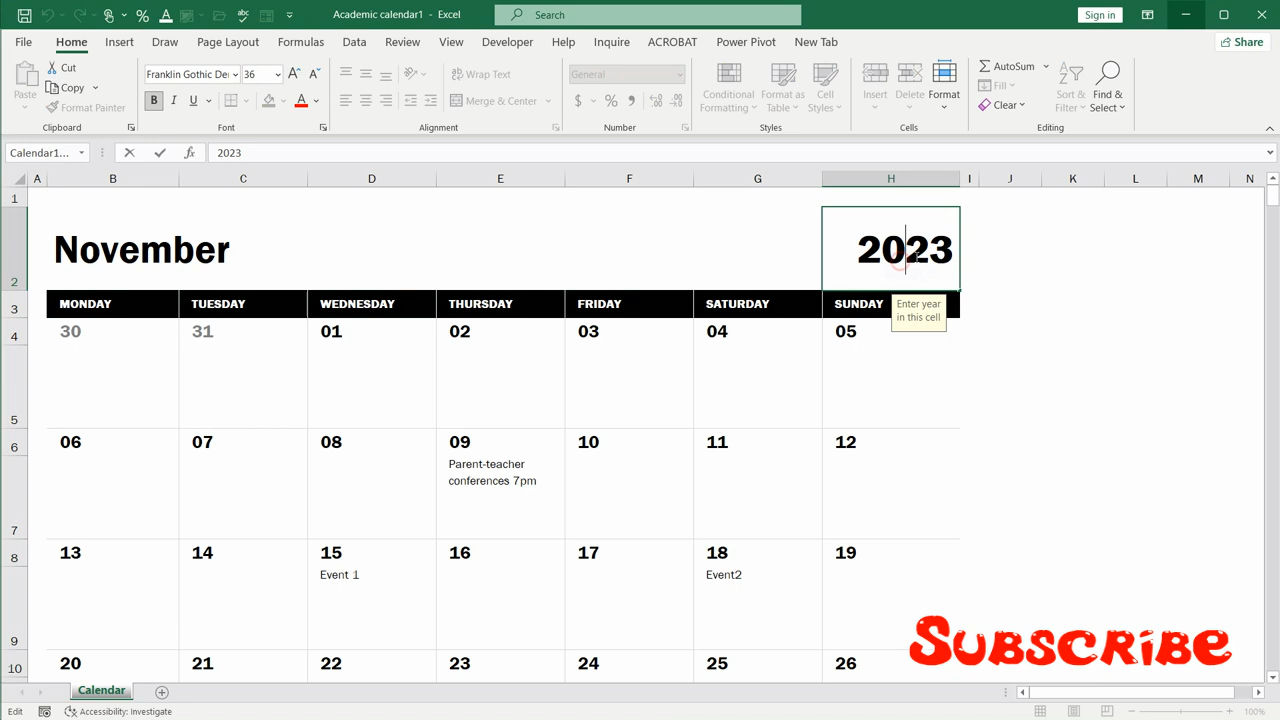 Academic calendar1 - Excel
Search
Sign in
File Home Insert Draw Page Layout Formulas Data Review View Developer Help Inquire ACROBAT Power Pivot New Tab Share
Paste
Cut
Copy
Format Painter
Clipboard
Franklin Gothic De 36
B I U
Font
Wrap Text
Merge & Center
Alignment
General
$ % ,
Number
Conditional Formatting
Format as Table
Cell Styles
Styles
Insert
Delete
Format
Cells
AutoSum
Fill
Clear
Sort & Filter
Find & Select
Editing
Calendar1... fx 2023
A B C D E F G H I J K L M N
1
2 November 2023
3 MONDAY TUESDAY WEDNESDAY THURSDAY FRIDAY SATURDAY SUNDAY
Enter year
in this cell
4 30 31 01 02 03 04 05
5
6 06 07 08 09 10 11 12
Parent-teacher
conferences 7pm
7
8 13 14 15 16 17 18 19
Event 1 Event2
9
10 20 21 22 23 24 25 26
SUBSCRIBE
Calendar
Edit Accessibility: Investigate 100%